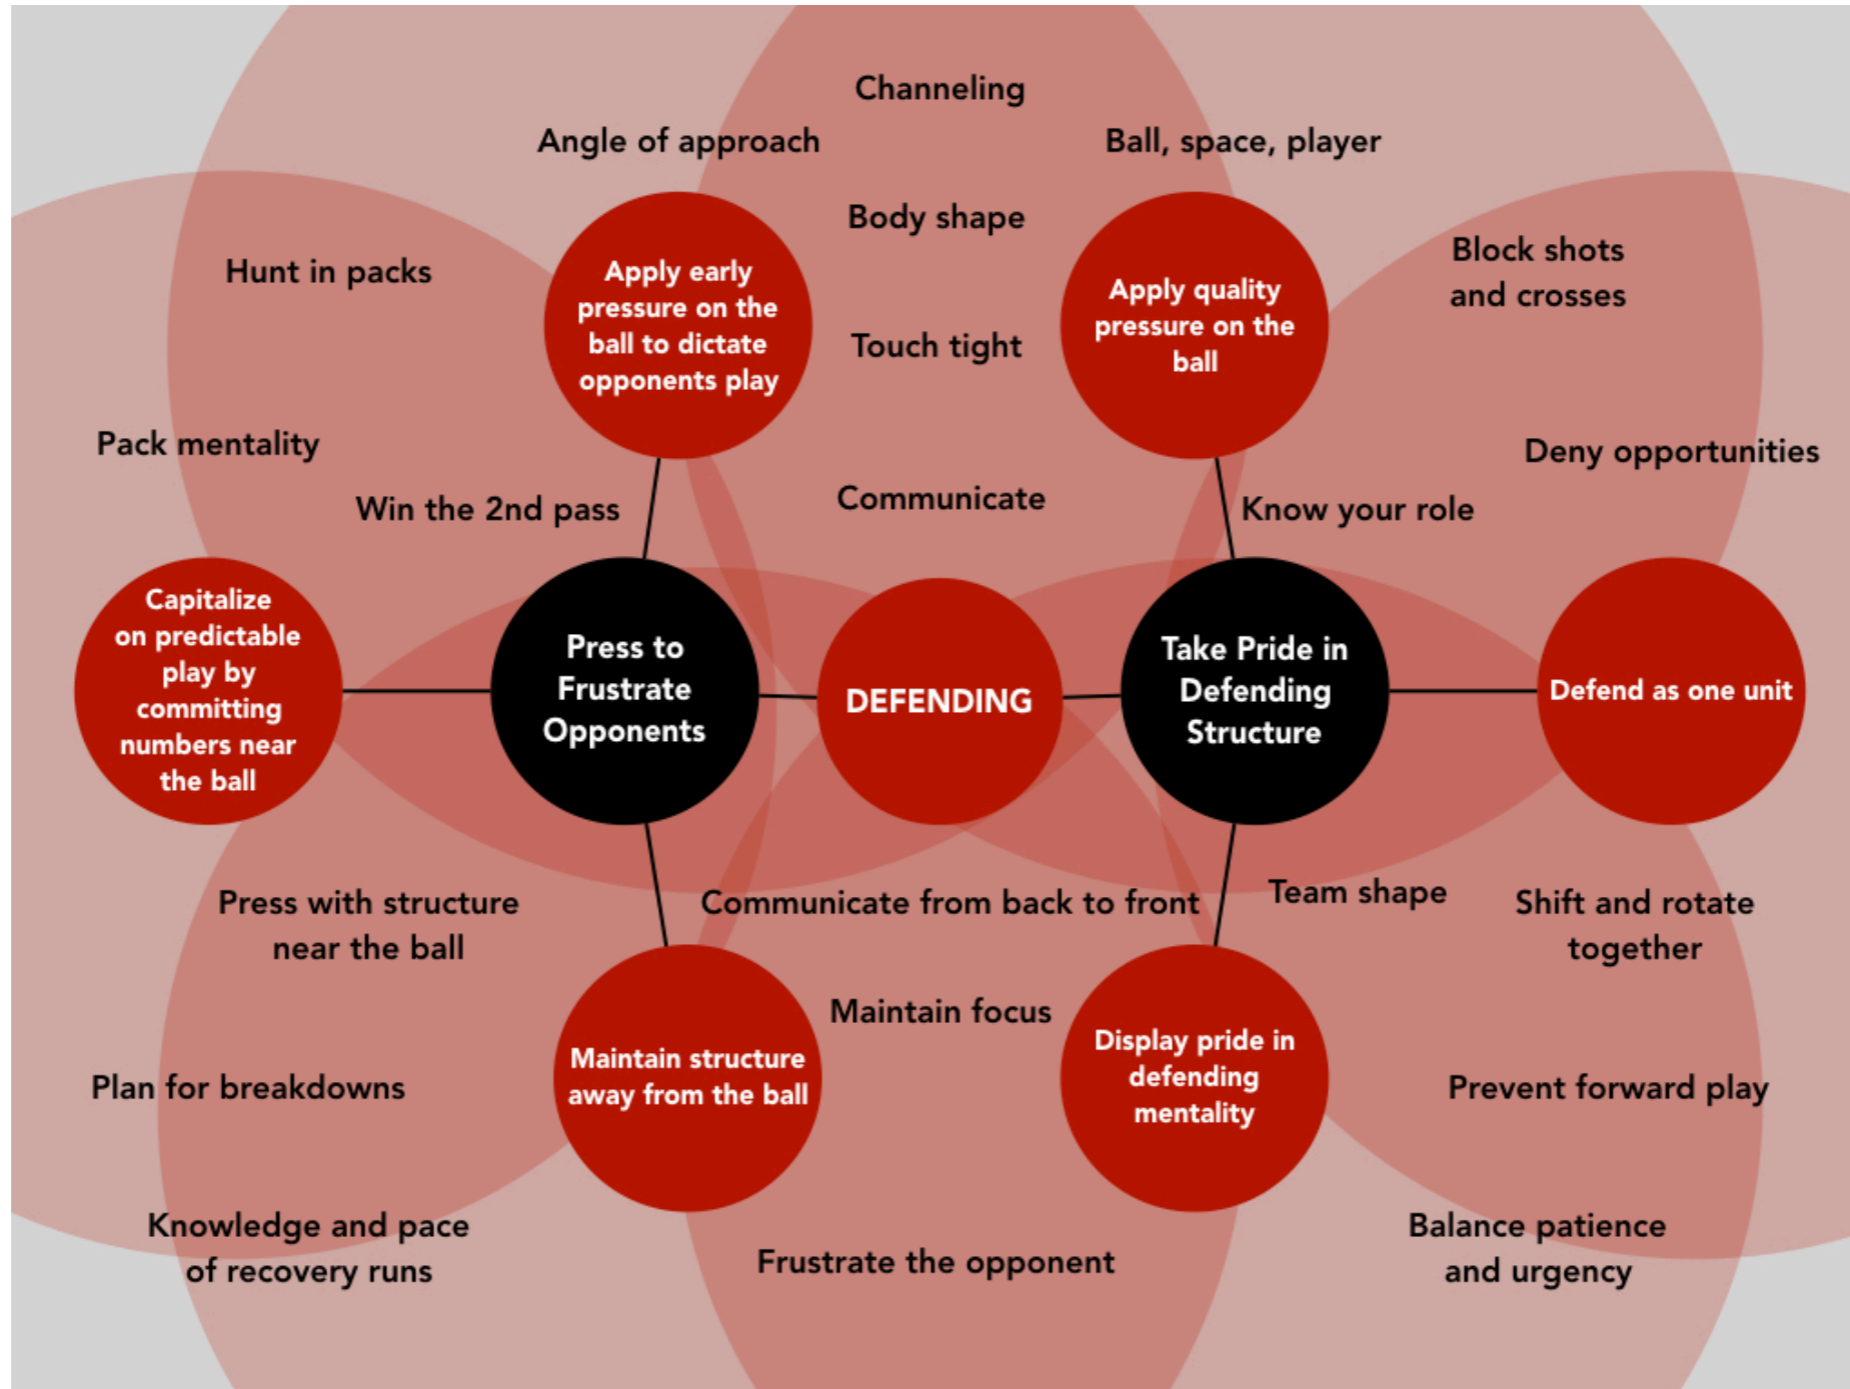 Channeling
Angle of approach
Ball, space, player
Body shape
Hunt in packs
Apply early
pressure on the
ball to dictate
opponents play
Apply quality
pressure on the
ball
Block shots
and crosses
Touch tight
Pack mentality
Deny opportunities
Win the 2nd pass
Communicate
Know your role
Capitalize
on predictable
play by
committing
numbers near
the ball
Press to
Frustrate
Opponents
DEFENDING
Take Pride in
Defending
Structure
Defend as one unit
Press with structure
near the ball
Communicate from back to front
Team shape
Shift and rotate
together
Maintain focus
Maintain structure
away from the ball
Display pride in
defending
mentality
Plan for breakdowns
Prevent forward play
Knowledge and pace
of recovery runs
Frustrate the opponent
Balance patience
and urgency